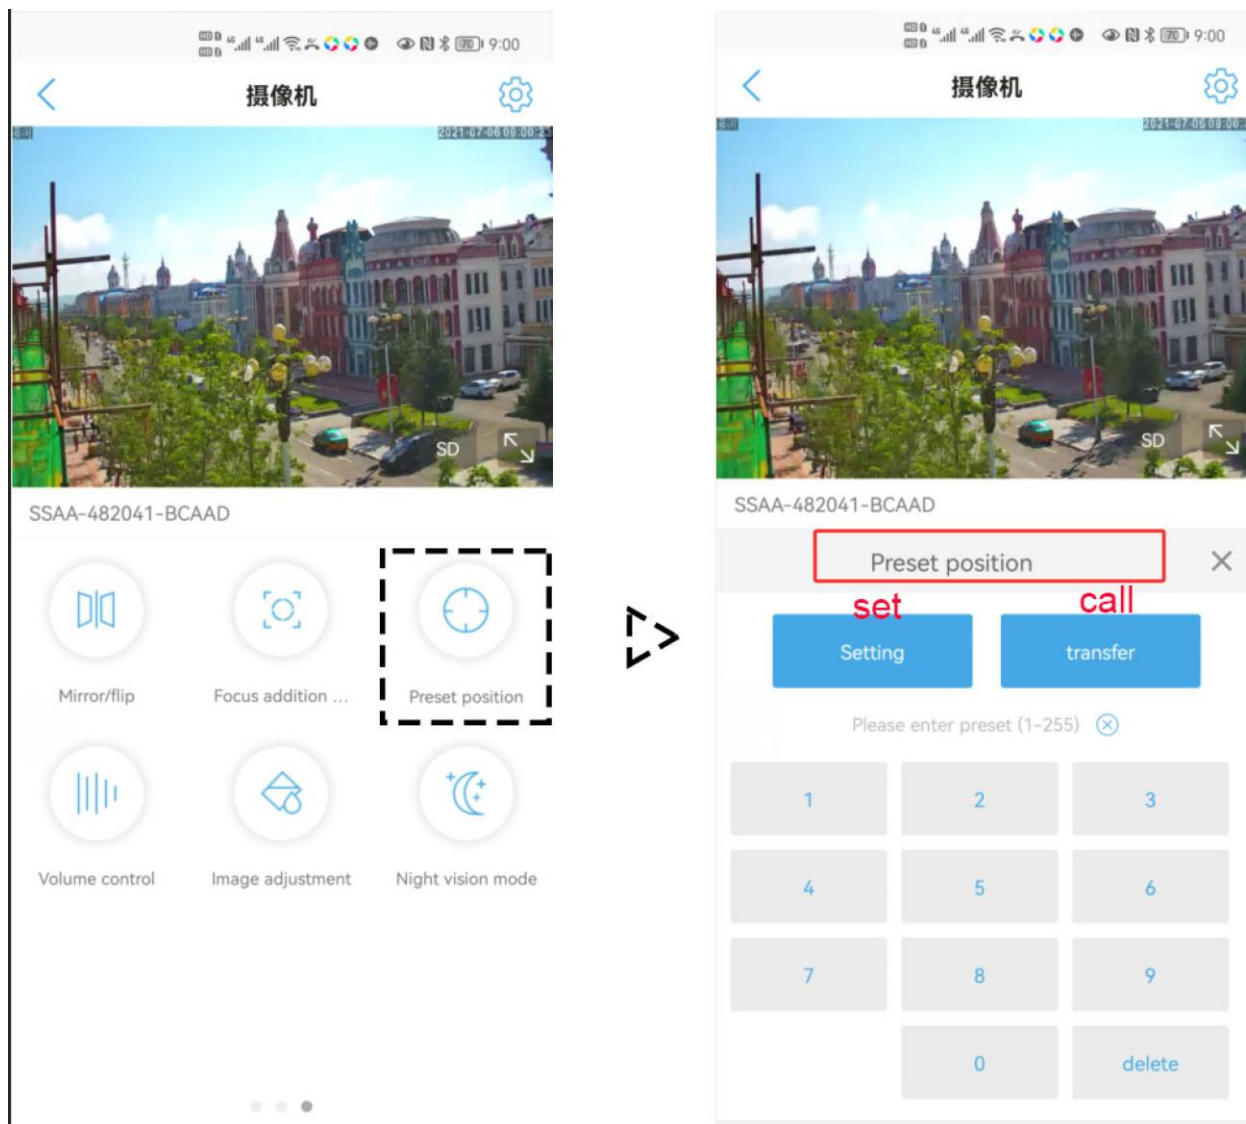 9:00
摄像机
SD
SSAA-482041-BCAAD
Mirror/flip
Focus addition ...
Preset position
Volume control
Image adjustment
Night vision mode
70 9:00
摄像机
SD
SSAA-482041-BCAAD
Preset position
set
call
Setting
transfer
Please enter preset (1-255)
1 2 3
4 5 6
7 8 9
0 delete